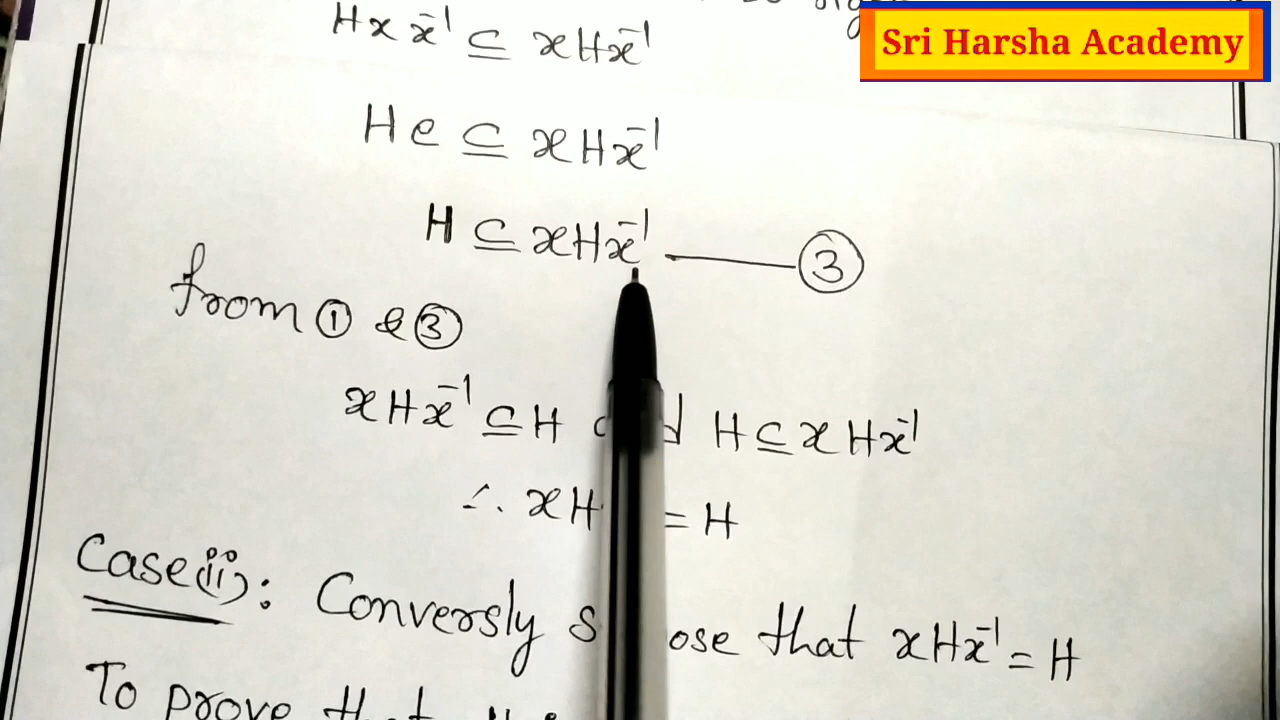 Sri Harsha Academy
Hxx⁻¹ ⊆ xHx⁻¹
He ⊆ xHx⁻¹
H ⊆ xHx⁻¹ —— ③
from ① & ③
xHx⁻¹ ⊆ H d H ⊆ xHx⁻¹
∴ xH = H
Case(ii): Conversly s ose that xHx⁻¹ = H
To prove that